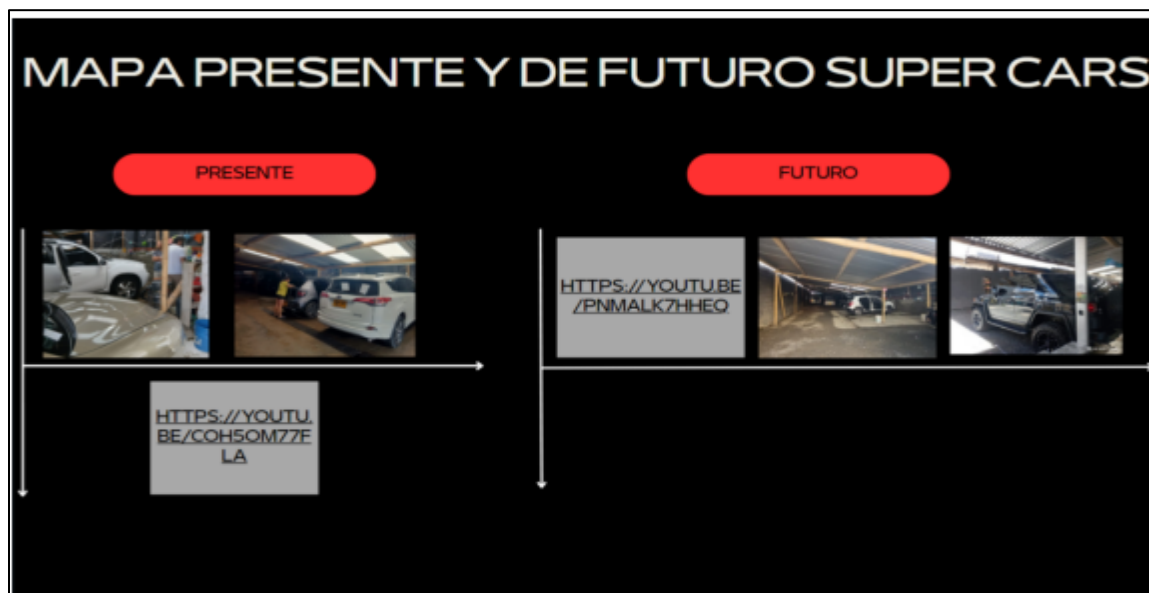 MAPA PRESENTE Y DE FUTURO SUPER CARS
PRESENTE
FUTURO
HTTPS://YOUTU.BE
/PNMALK7HHEQ
HTTPS://YOUTU.
BE/COH5OM77F
LA